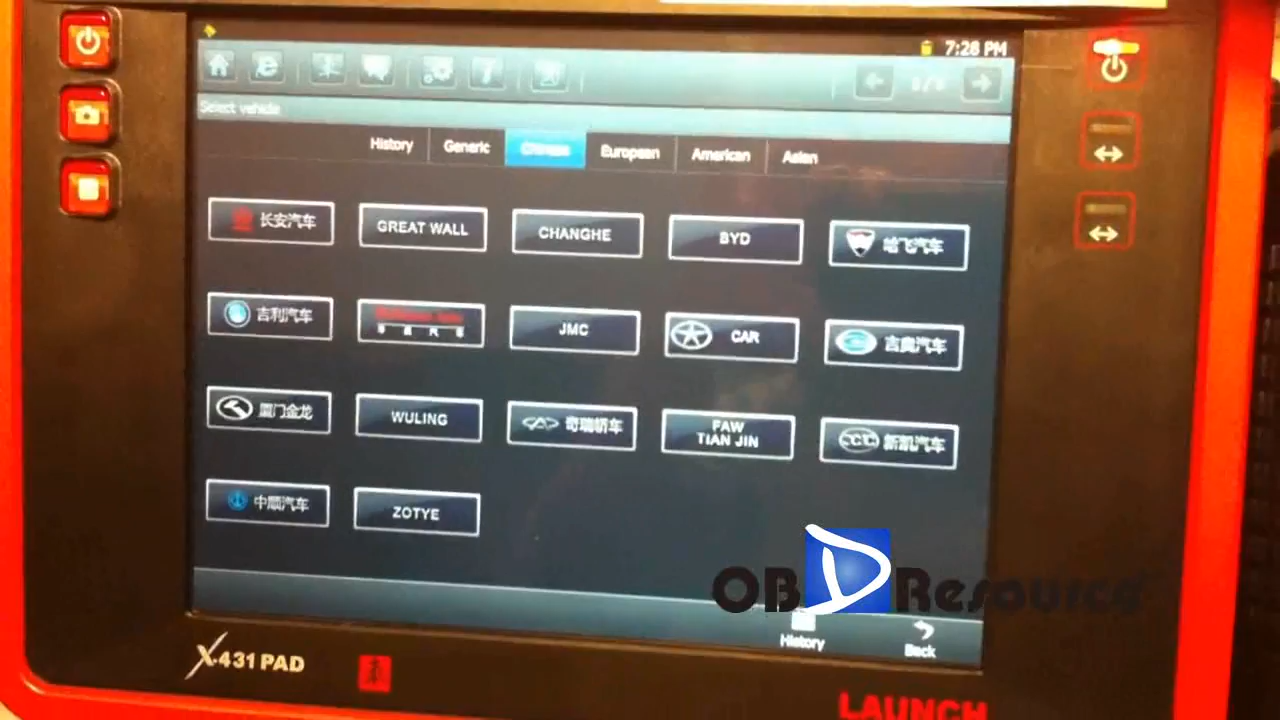 7:28 PM
Select vehicle
History
Generic
Chinese
European
American
Asian
长安汽车
GREAT WALL
CHANGHE
BYD
哈飞汽车
吉利汽车
JMC
CAR
吉奥汽车
厦门金龙
WULING
奇瑞轿车
FAW
TIAN JIN
新凯汽车
中顺汽车
ZOTYE
OBDResource
History
Back
X-431 PAD
LAUNCH